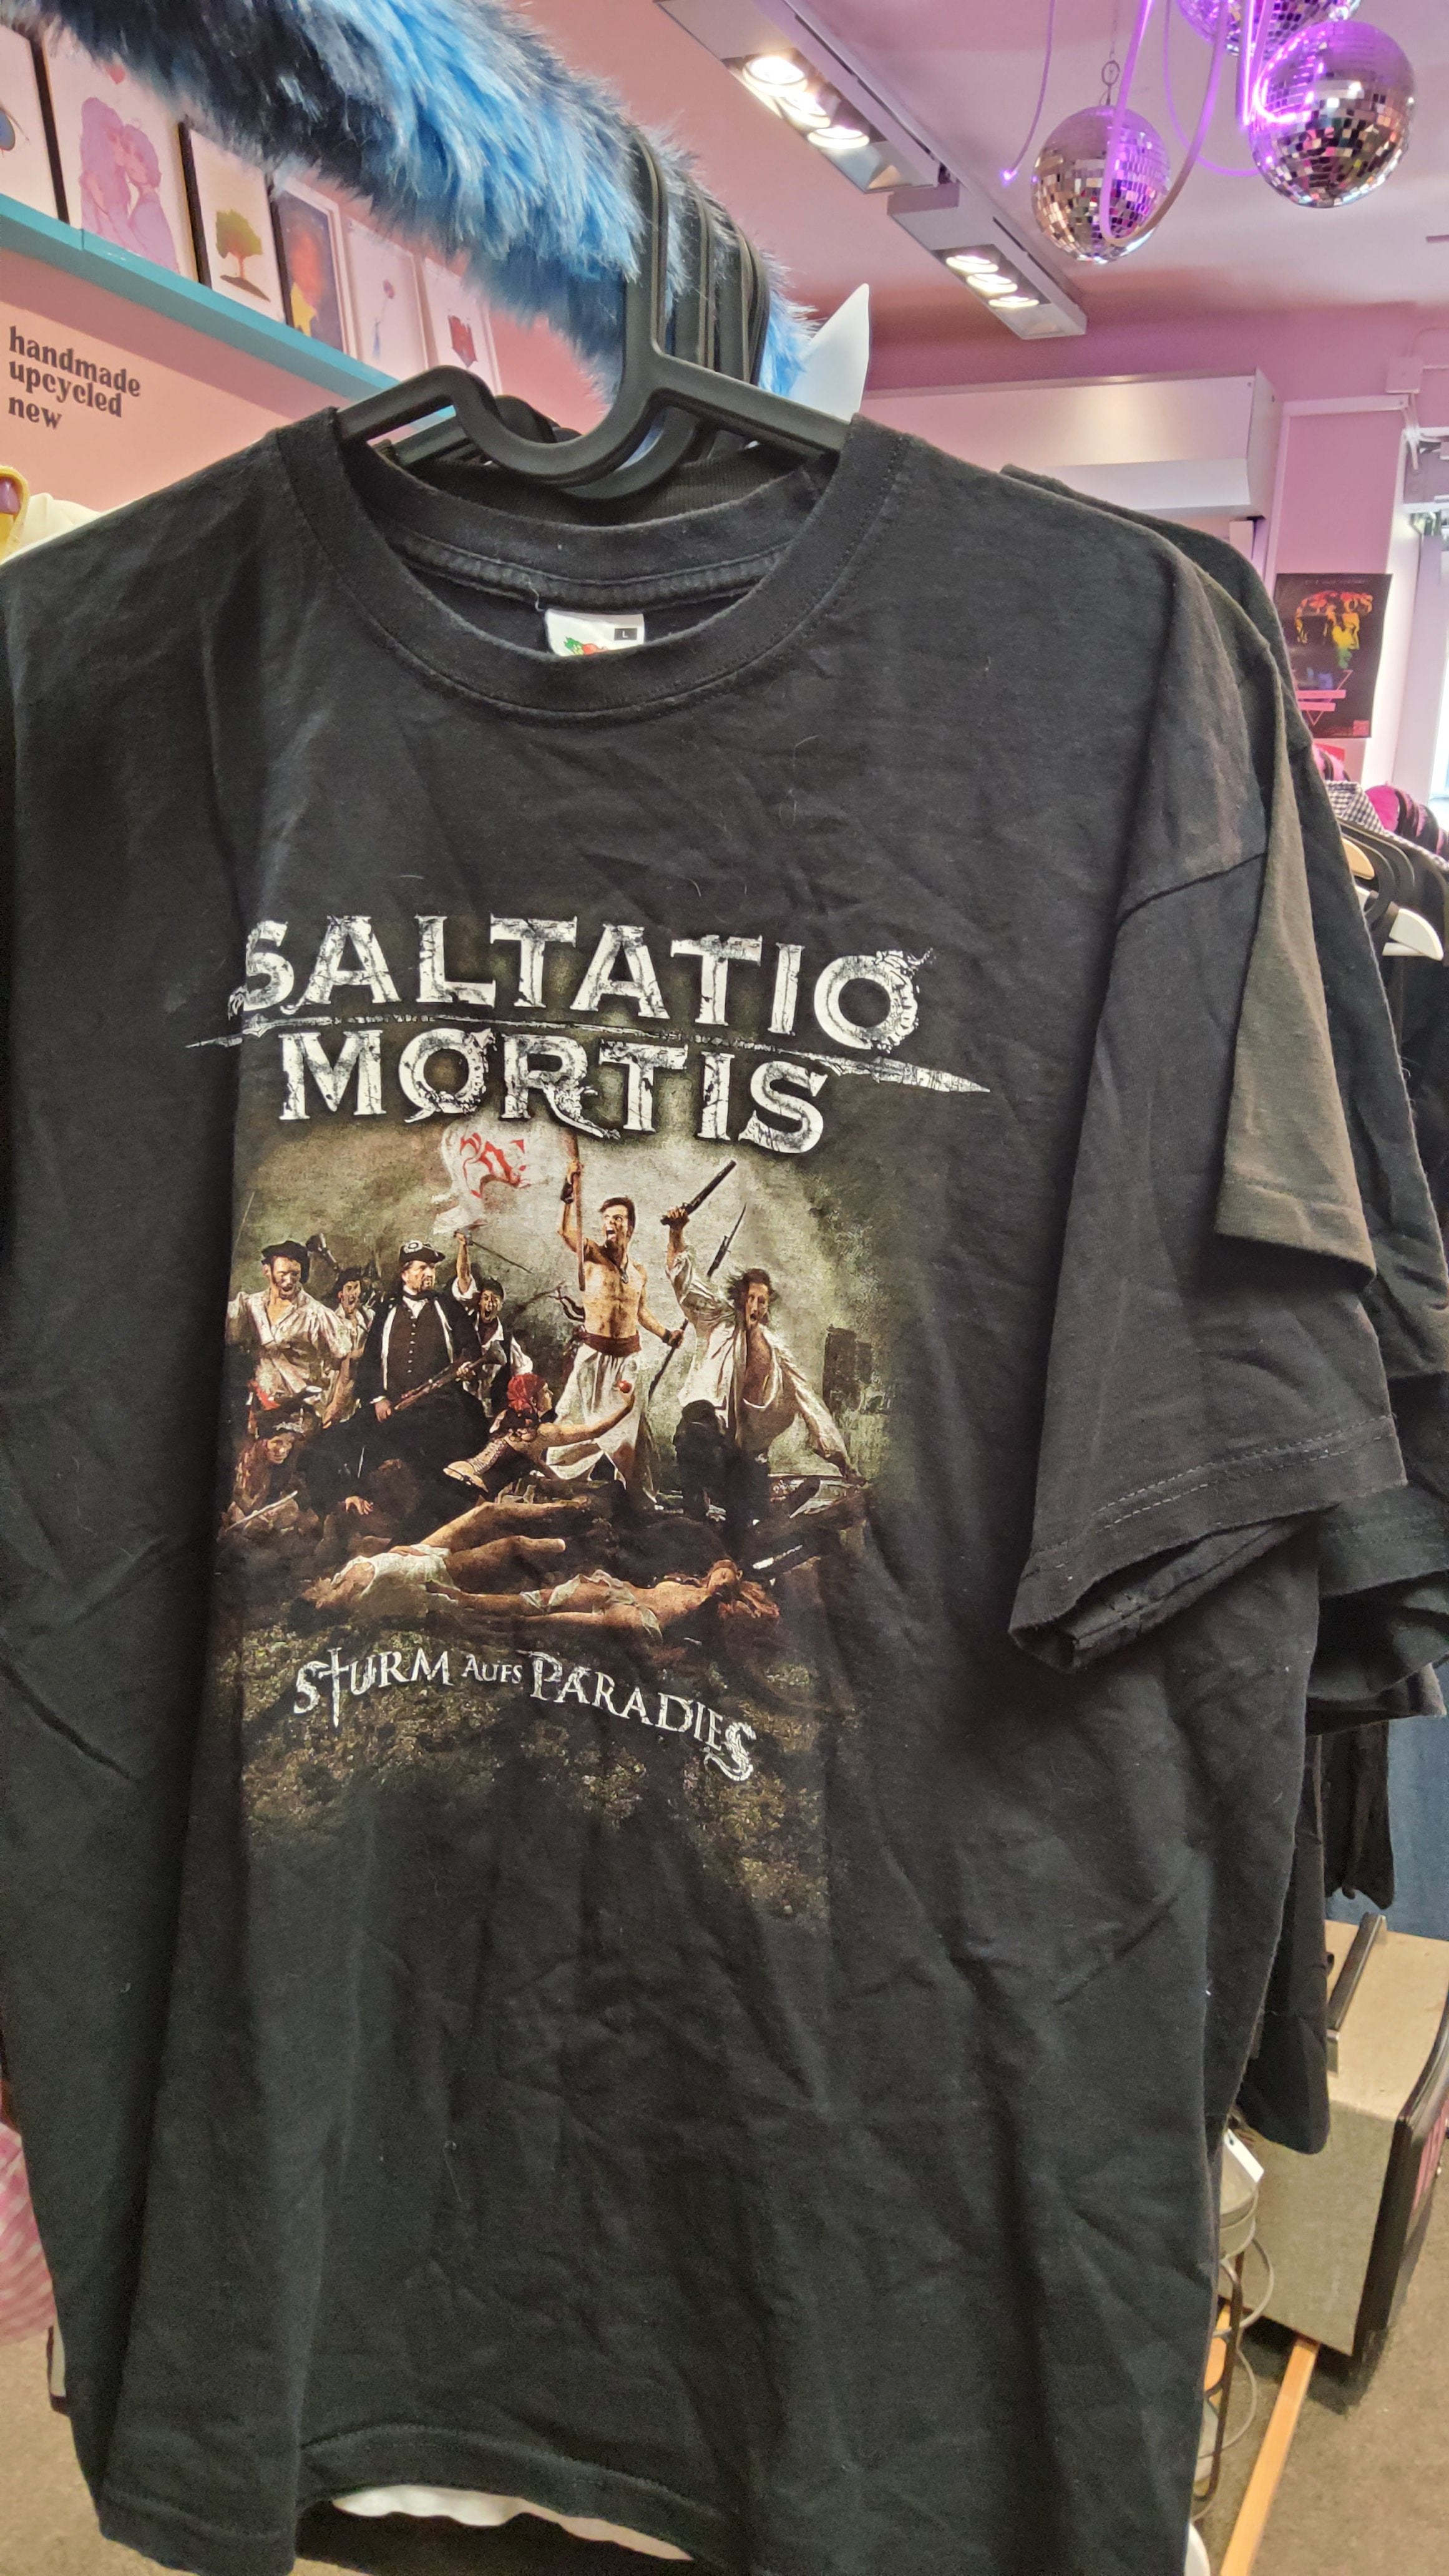 handmade
upcycled
new
L
SALTATIO
MORTIS
STURM AUFS PARADIES